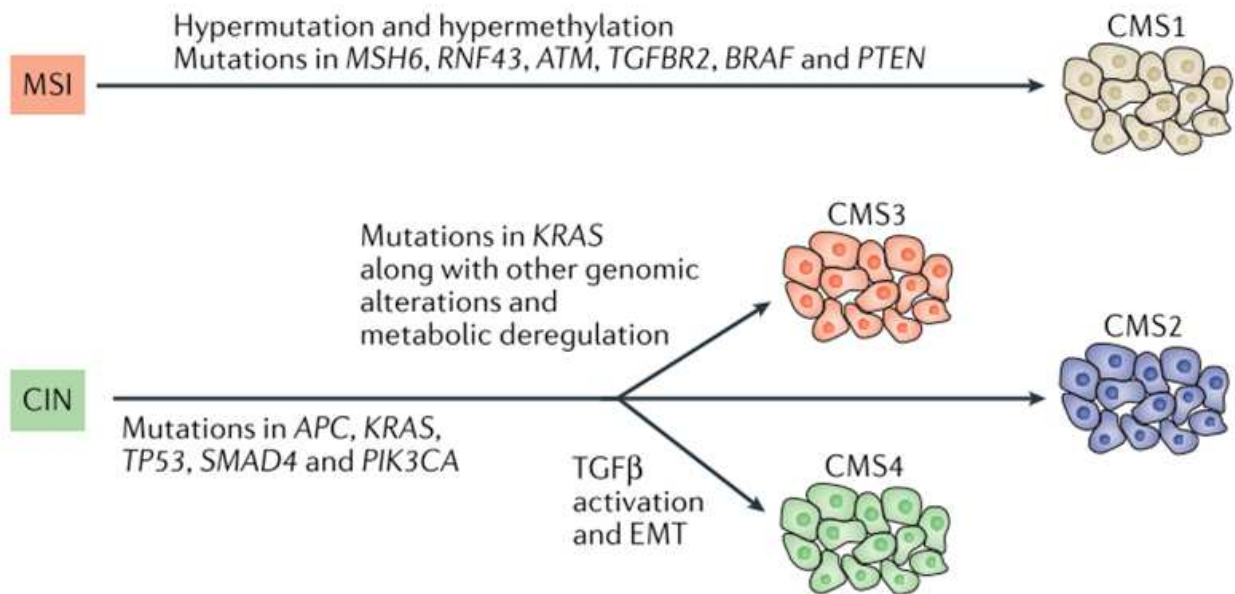 Hypermutation and hypermethylation
Mutations in MSH6, RNF43, ATM, TGFBR2, BRAF and PTEN
CMS1
MSI
CMS3
Mutations in KRAS
along with other genomic
alterations and
metabolic deregulation
CMS2
CIN
Mutations in APC, KRAS,
TP53, SMAD4 and PIK3CA
TGFβ
activation
and EMT
CMS4